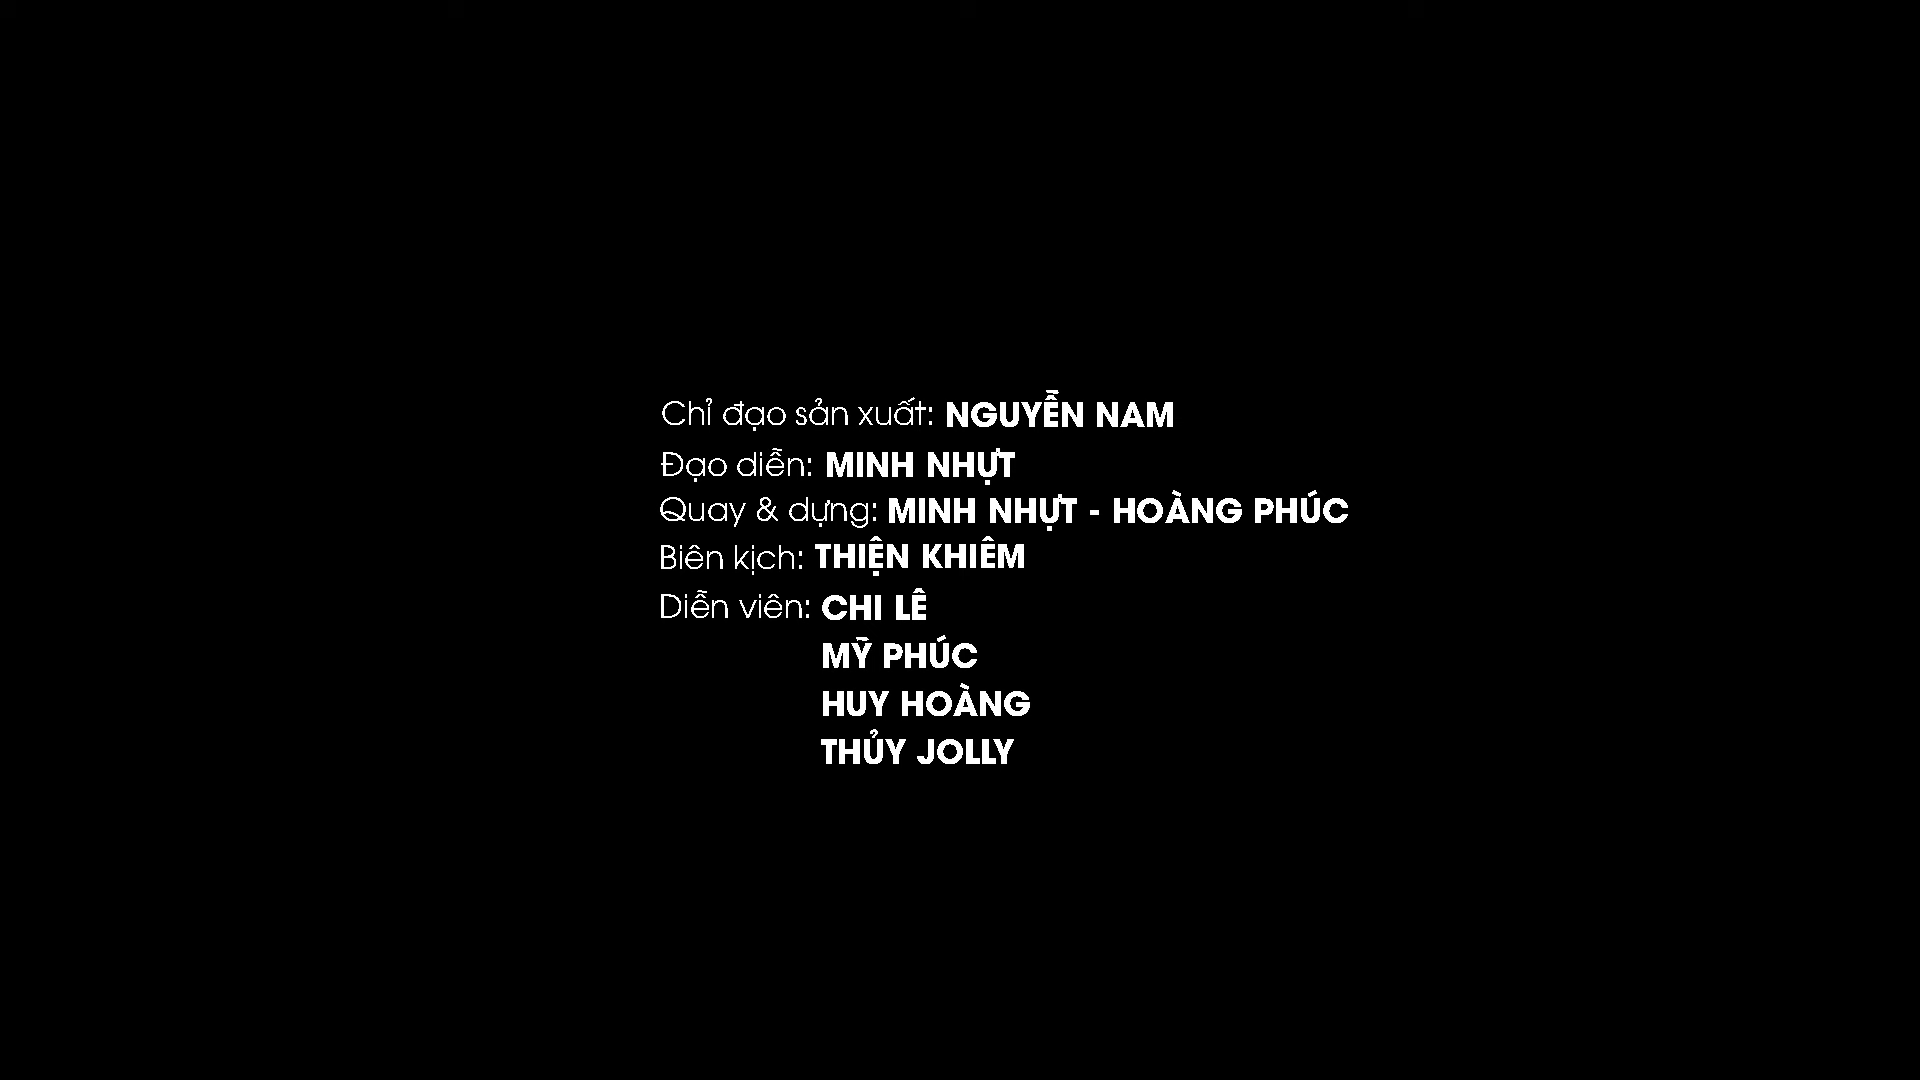 Chỉ đạo sản xuất: NGUYỄN NAM
Đạo diễn: MINH NHỰT
Quay & dựng: MINH NHỰT - HOÀNG PHÚC
Biên kịch: THIỆN KHIÊM
Diễn viên: CHI LÊ
MỸ PHÚC
HUY HOÀNG
THỦY JOLLY